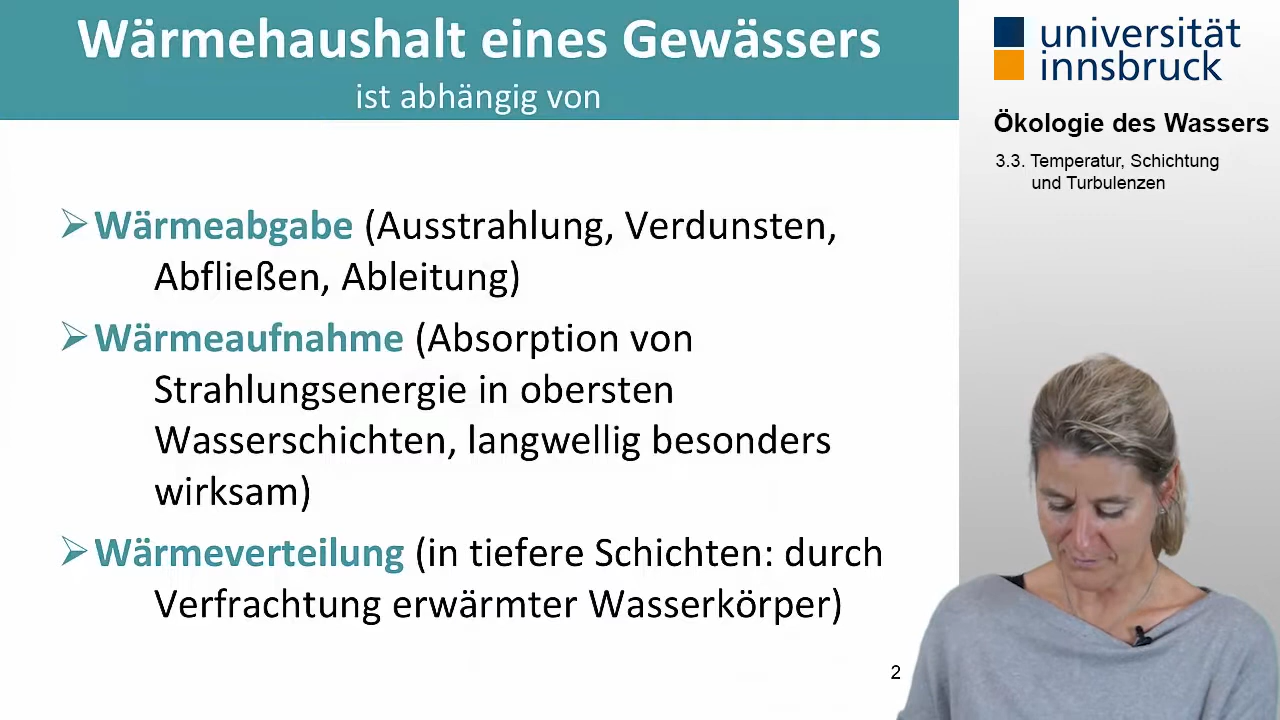 Wärmehaushalt eines Gewässers
ist abhängig von
Wärmeabgabe (Ausstrahlung, Verdunsten,
Abfließen, Ableitung)
Wärmeaufnahme (Absorption von
Strahlungsenergie in obersten
Wasserschichten, langwellig besonders
wirksam)
Wärmeverteilung (in tiefere Schichten: durch
Verfrachtung erwärmter Wasserkörper)
2
universität
innsbruck
Ökologie des Wassers
3.3. Temperatur, Schichtung
und Turbulenzen